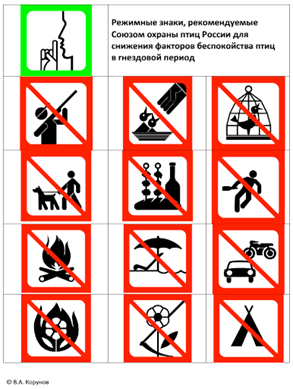 Режимные знаки, рекомендуемые
Союзом охраны птиц России для
снижения факторов беспокойства птиц
в гнездовой период
© В.А. Корунов